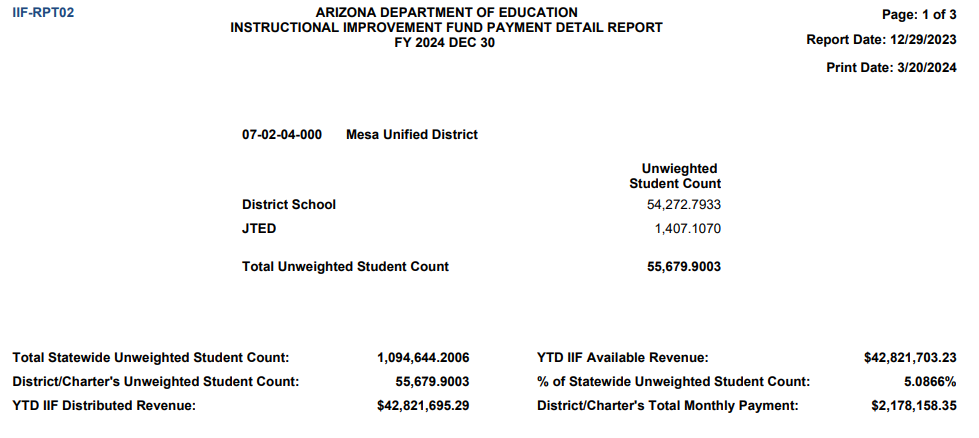 IIF-RPT02
ARIZONA DEPARTMENT OF EDUCATION
INSTRUCTIONAL IMPROVEMENT FUND PAYMENT DETAIL REPORT
FY 2024 DEC 30
Page: 1 of 3
Report Date: 12/29/2023
Print Date: 3/20/2024
07-02-04-000 Mesa Unified District
Unwieghted
Student Count
District School 54,272.7933
JTED 1,407.1070
Total Unweighted Student Count 55,679.9003
Total Statewide Unweighted Student Count: 1,094,644.2006 YTD IIF Available Revenue: $42,821,703.23
District/Charter's Unweighted Student Count: 55,679.9003 % of Statewide Unweighted Student Count: 5.0866%
YTD IIF Distributed Revenue: $42,821,695.29 District/Charter's Total Monthly Payment: $2,178,158.35